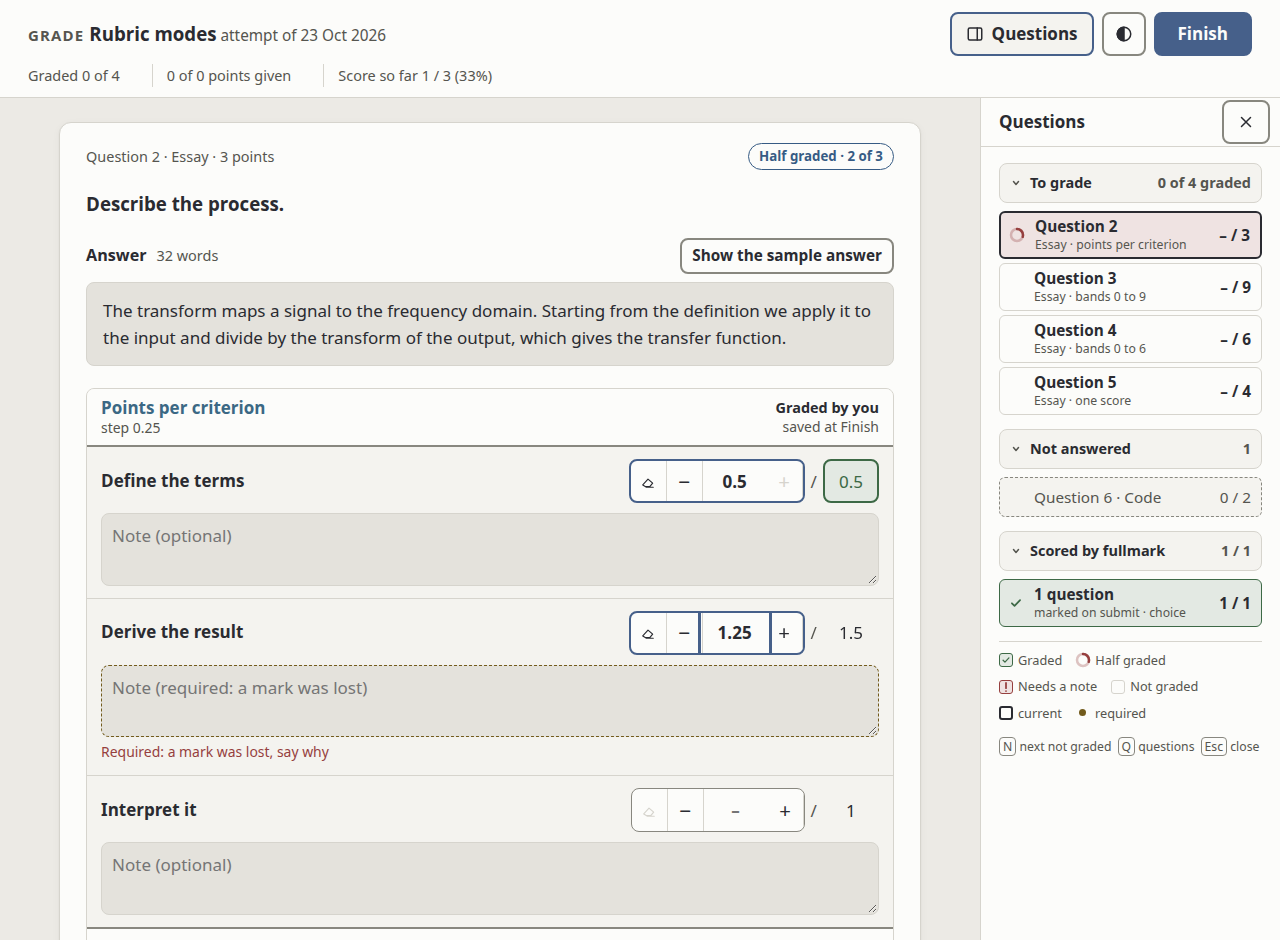 GRADE Rubric modes attempt of 23 Oct 2026
Questions
Finish
Graded 0 of 4
0 of 0 points given
Score so far 1 / 3 (33%)
Question 2 · Essay · 3 points
Half graded · 2 of 3
Describe the process.
Answer 32 words
Show the sample answer
The transform maps a signal to the frequency domain. Starting from the definition we apply it to
the input and divide by the transform of the output, which gives the transfer function.
Points per criterion
step 0.25
Graded by you
saved at Finish
Define the terms
− 0.5 + / 0.5
Note (optional)
Derive the result
− 1.25 + / 1.5
Note (required: a mark was lost)
Required: a mark was lost, say why
Interpret it
− – + / 1
Note (optional)
Questions
To grade 0 of 4 graded
Question 2
Essay · points per criterion
– / 3
Question 3
Essay · bands 0 to 9
– / 9
Question 4
Essay · bands 0 to 6
– / 6
Question 5
Essay · one score
– / 4
Not answered 1
Question 6 · Code 0 / 2
Scored by fullmark 1 / 1
1 question
marked on submit · choice
1 / 1
Graded Half graded
! Needs a note Not graded
current required
N next not graded Q questions Esc close